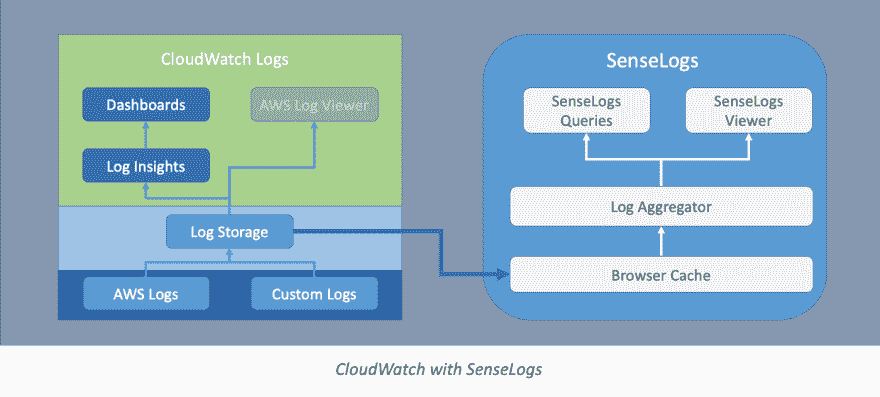 CloudWatch Logs
Dashboards
AWS Log Viewer
Log Insights
Log Storage
AWS Logs
Custom Logs
SenseLogs
SenseLogs
Queries
SenseLogs
Viewer
Log Aggregator
Browser Cache
CloudWatch with SenseLogs